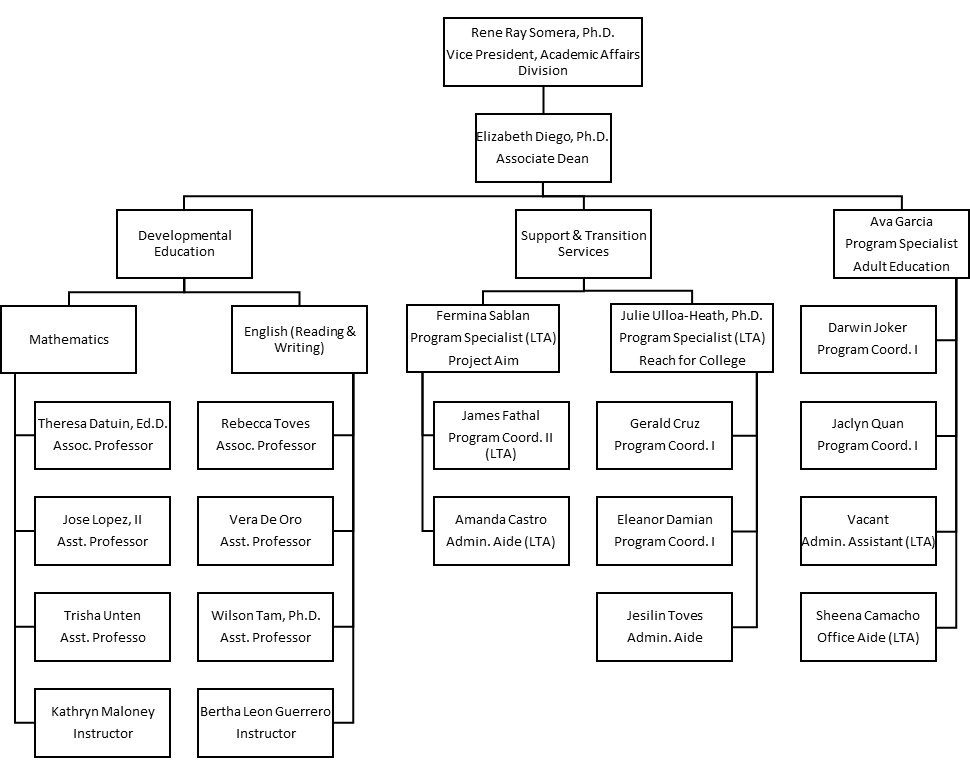 Rene Ray Somera, Ph.D.
Vice President, Academic Affairs
Division
Elizabeth Diego, Ph.D.
Associate Dean
Developmental
Education
Support & Transition
Services
Ava Garcia
Program Specialist
Adult Education
Mathematics
English (Reading &
Writing)
Fermina Sablan
Program Specialist (LTA)
Project Aim
Julie Ulloa-Heath, Ph.D.
Program Specialist (LTA)
Reach for College
Darwin Joker
Program Coord. I
Theresa Datuin, Ed.D.
Assoc. Professor
Rebecca Toves
Assoc. Professor
James Fathal
Program Coord. II
(LTA)
Gerald Cruz
Program Coord. I
Jaclyn Quan
Program Coord. I
Jose Lopez, II
Asst. Professor
Vera De Oro
Asst. Professor
Amanda Castro
Admin. Aide (LTA)
Eleanor Damian
Program Coord. I
Vacant
Admin. Assistant (LTA)
Trisha Unten
Asst. Professo
Wilson Tam, Ph.D.
Asst. Professor
Jesilin Toves
Admin. Aide
Sheena Camacho
Office Aide (LTA)
Kathryn Maloney
Instructor
Bertha Leon Guerrero
Instructor